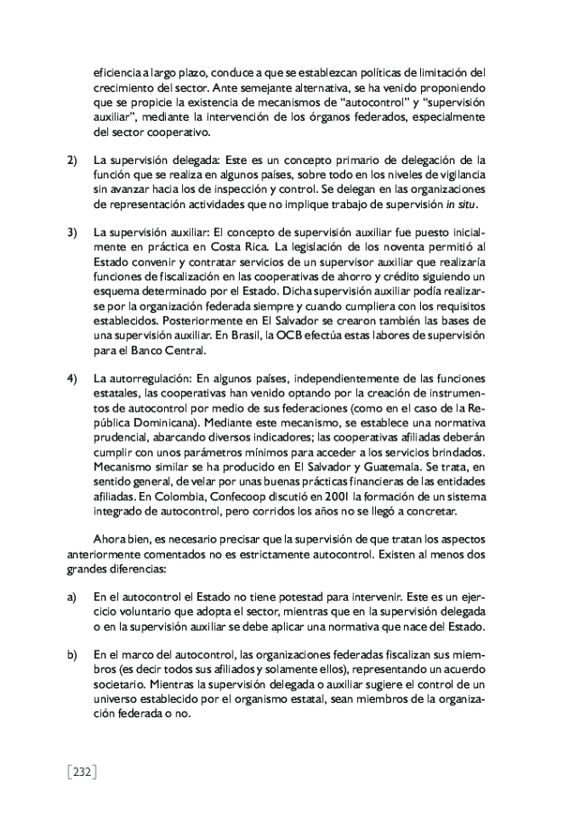 eficiencia a largo plazo, conduce a que se establezcan políticas de limitación del
crecimiento del sector. Ante semejante alternativa, se ha venido proponiendo
que se propicie la existencia de mecanismos de “autocontrol” y “supervisión
auxiliar”, mediante la intervención de los órganos federados, especialmente
del sector cooperativo.
2) La supervisión delegada: Este es un concepto primario de delegación de la
función que se realiza en algunos países, sobre todo en los niveles de vigilancia
sin avanzar hacia los de inspección y control. Se delegan en las organizaciones
de representación actividades que no implique trabajo de supervisión in situ.
3) La supervisión auxiliar: El concepto de supervisión auxiliar fue puesto inicial-
mente en práctica en Costa Rica. La legislación de los noventa permitió al
Estado convenir y contratar servicios de un supervisor auxiliar que realizaría
funciones de fiscalización en las cooperativas de ahorro y crédito siguiendo un
esquema determinado por el Estado. Dicha supervisión auxiliar podía realizar-
se por la organización federada siempre y cuando cumpliera con los requisitos
establecidos. Posteriormente en El Salvador se crearon también las bases de
una supervisión auxiliar. En Brasil, la OCB efectúa estas labores de supervisión
para el Banco Central.
4) La autorregulación: En algunos países, independientemente de las funciones
estatales, las cooperativas han venido optando por la creación de instrumen-
tos de autocontrol por medio de sus federaciones (como en el caso de la Re-
pública Dominicana). Mediante este mecanismo, se establece una normativa
prudencial, abarcando diversos indicadores; las cooperativas afiliadas deberán
cumplir con unos parámetros mínimos para acceder a los servicios brindados.
Mecanismo similar se ha producido en El Salvador y Guatemala. Se trata, en
sentido general, de velar por unas buenas prácticas financieras de las entidades
afiliadas. En Colombia, Confecoop discutió en 2001 la formación de un sistema
integrado de autocontrol, pero corridos los años no se llegó a concretar.
Ahora bien, es necesario precisar que la supervisión de que tratan los aspectos
anteriormente comentados no es estrictamente autocontrol. Existen al menos dos
grandes diferencias:
a) En el autocontrol el Estado no tiene potestad para intervenir. Este es un ejer-
cicio voluntario que adopta el sector, mientras que en la supervisión delegada
o en la supervisión auxiliar se debe aplicar una normativa que nace del Estado.
b) En el marco del autocontrol, las organizaciones federadas fiscalizan sus miem-
bros (es decir todos sus afiliados y solamente ellos), representando un acuerdo
societario. Mientras la supervisión delegada o auxiliar sugiere el control de un
universo establecido por el organismo estatal, sean miembros de la organiza-
ción federada o no.
[232]